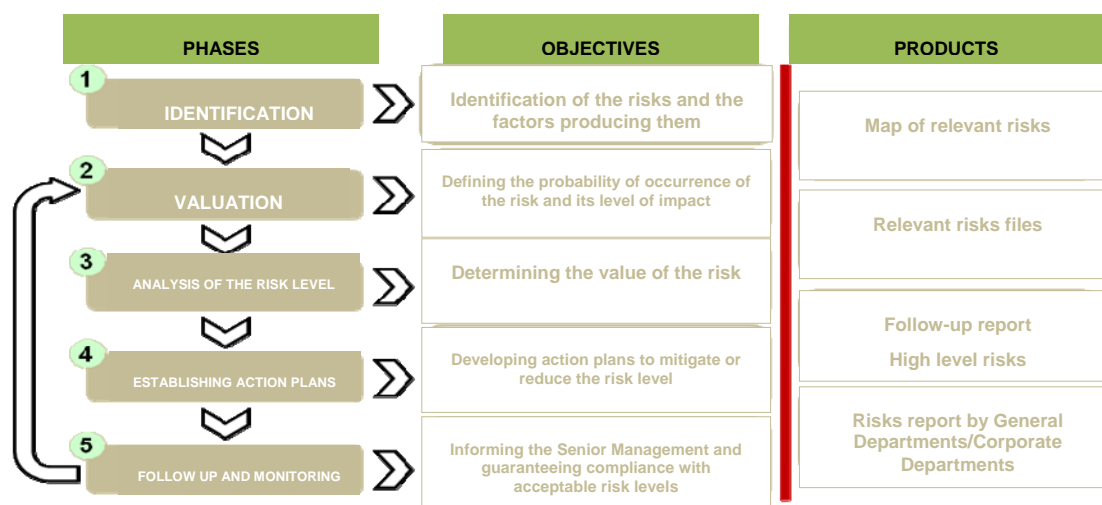 PHASES
OBJECTIVES
PRODUCTS
1
IDENTIFICATION
Identification of the risks and the
factors producing them
2
VALUATION
Defining the probability of occurrence of
the risk and its level of impact
3
ANALYSIS OF THE RISK LEVEL
Determining the value of the risk
4
ESTABLISHING ACTION PLANS
Developing action plans to mitigate or
reduce the risk level
5
FOLLOW UP AND MONITORING
Informing the Senior Management and
guaranteeing compliance with
acceptable risk levels
Map of relevant risks
Relevant risks files
Follow-up report
High level risks
Risks report by General
Departments/Corporate
Departments